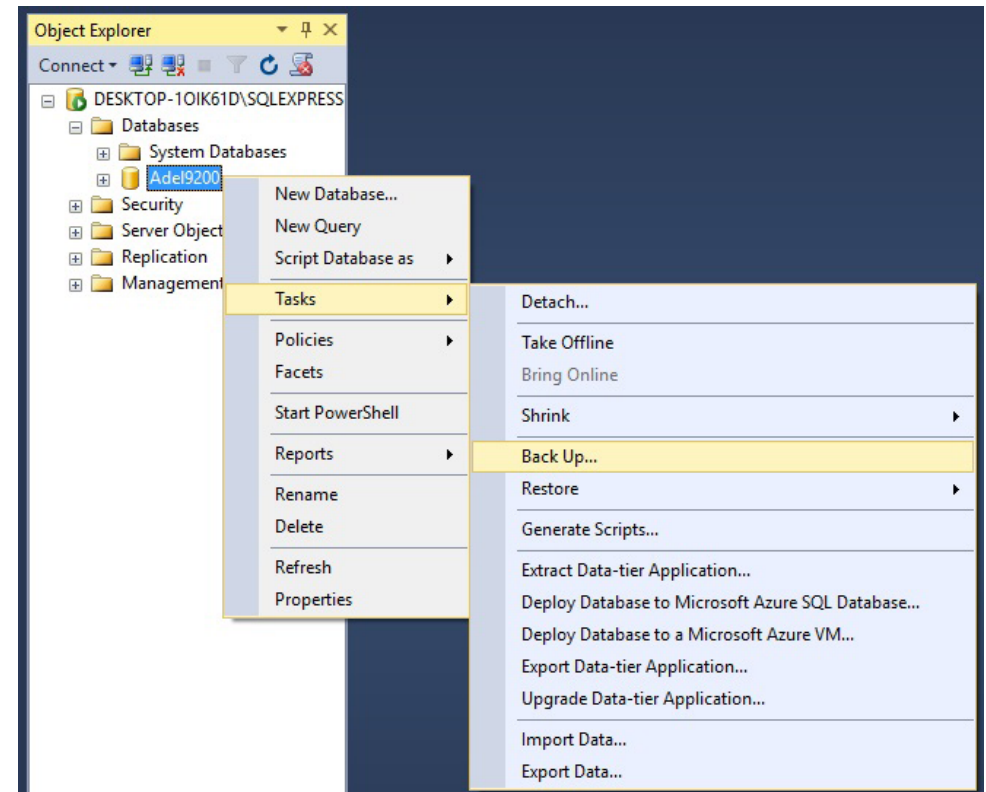 Object Explorer
Connect
DESKTOP-1OIK61D\SQLEXPRESS
Databases
System Databases
Adel9200
Security
Server Object
Replication
Management
New Database...
New Query
Script Database as
Tasks
Policies
Facets
Start PowerShell
Reports
Rename
Delete
Refresh
Properties
Detach...
Take Offline
Bring Online
Shrink
Back Up...
Restore
Generate Scripts...
Extract Data-tier Application...
Deploy Database to Microsoft Azure SQL Database...
Deploy Database to a Microsoft Azure VM...
Export Data-tier Application...
Upgrade Data-tier Application...
Import Data...
Export Data...